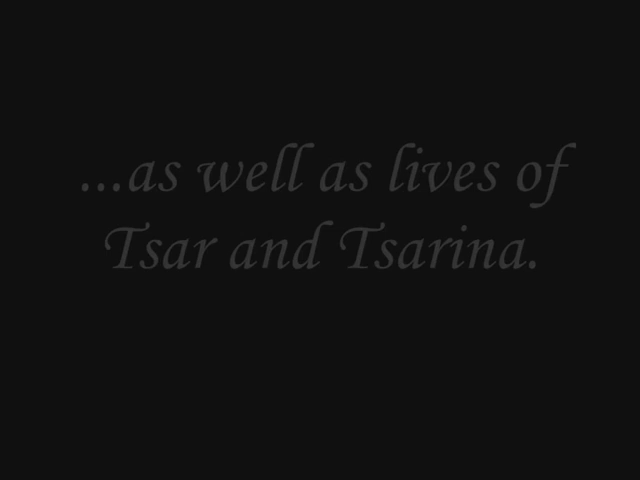 ...as well as lives of
Tsar and Tsarina.